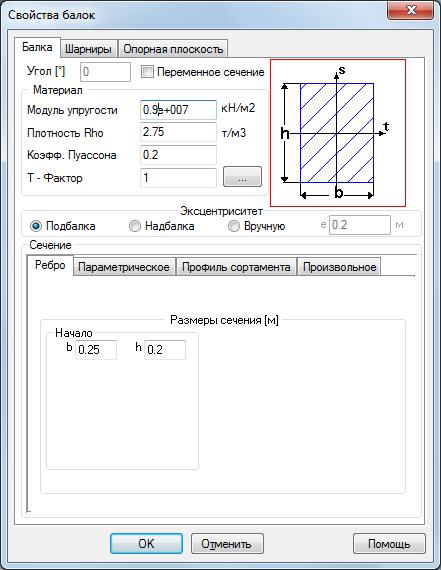 Свойства балок
Балка Шарниры Опорная плоскость
Угол [°] 0 Переменное сечение
Материал
Модуль упругости 0.9e+007 кН/м2
Плотность Rho 2.75 т/м3
Коэфф. Пуассона 0.2
Т - Фактор 1 ...
s
t
h
b
Эксцентриситет
Подбалка Надбалка Вручную e 0.2 м
Сечение
Ребро Параметрическое Профиль сортамента Произвольное
Размеры сечения [м]
Начало
b 0.25 h 0.2
OK Отменить Помощь